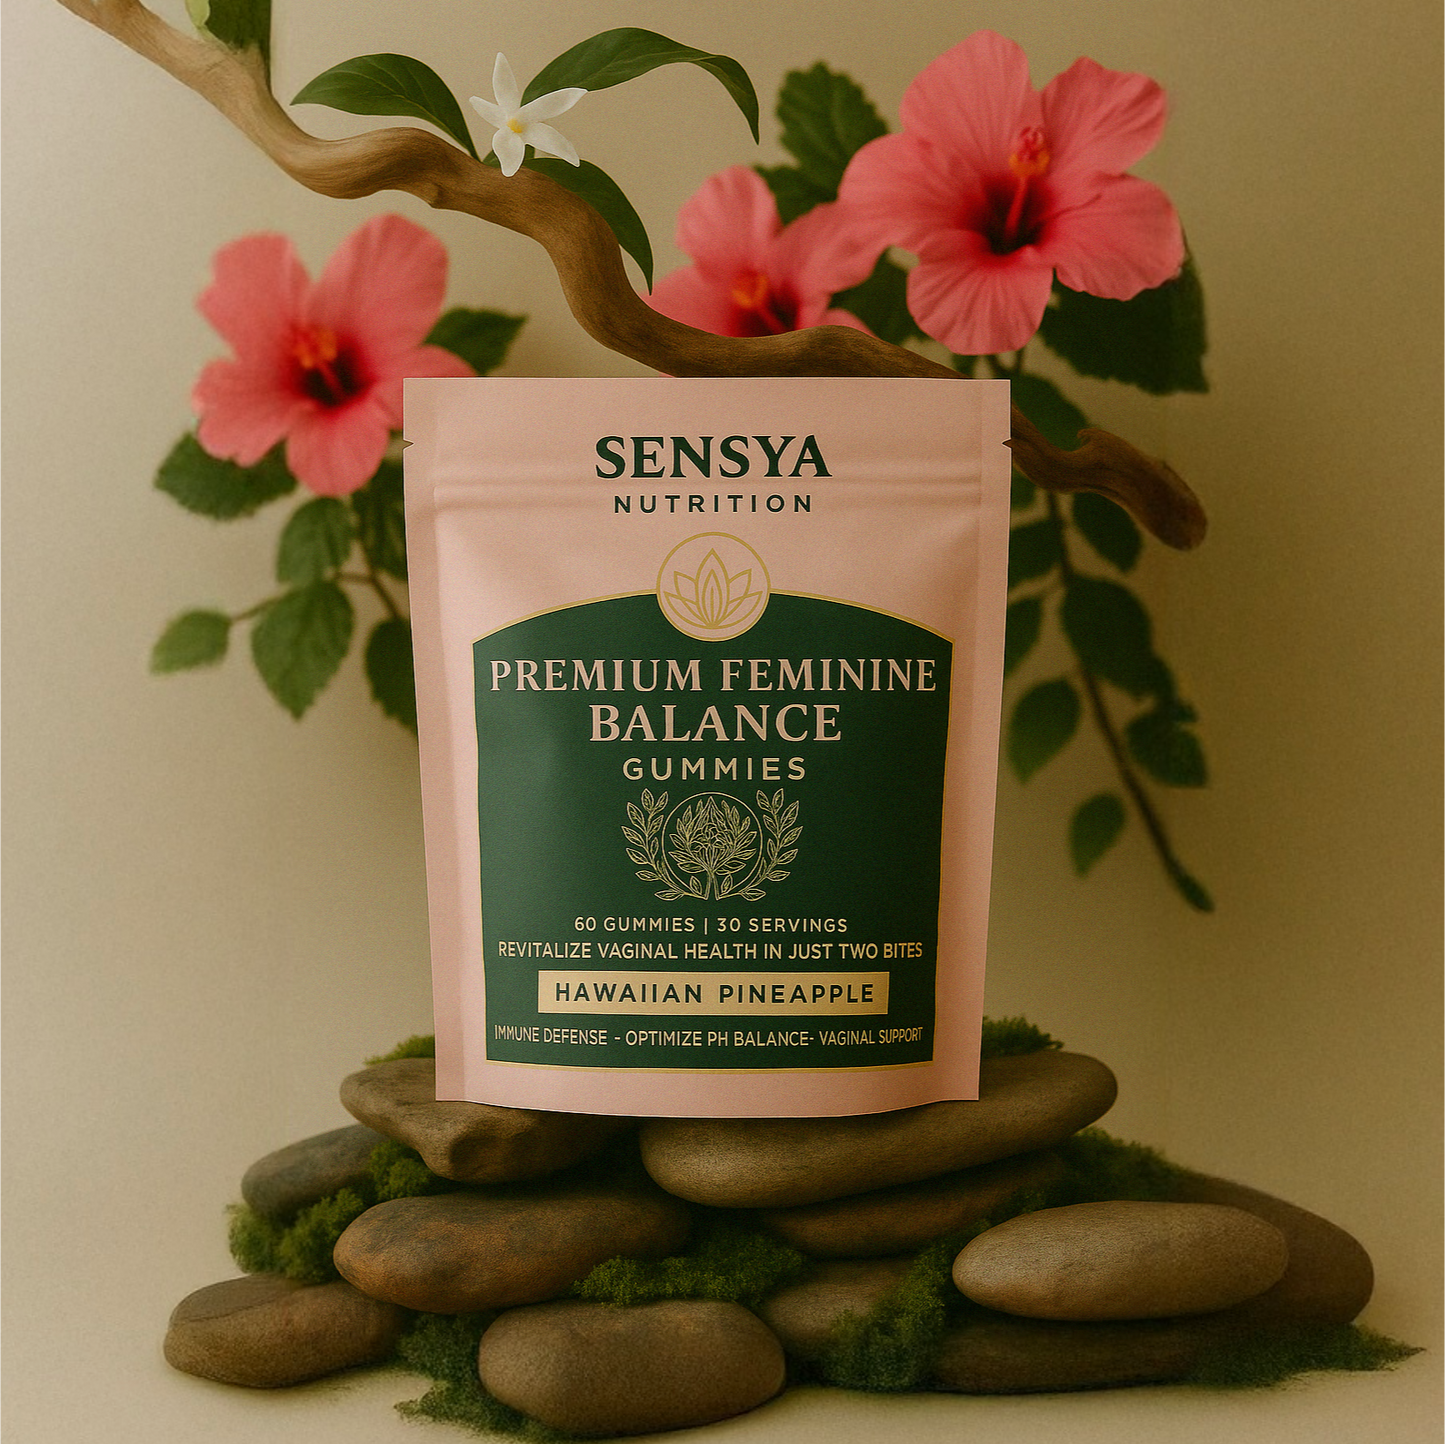 SENSYA
NUTRITION
PREMIUM FEMININE
BALANCE
GUMMIES
60 GUMMIES | 30 SERVINGS
REVITALIZE VAGINAL HEALTH IN JUST TWO BITES
HAWAIIAN PINEAPPLE
IMMUNE DEFENSE - OPTIMIZE PH BALANCE- VAGINAL SUPPORT